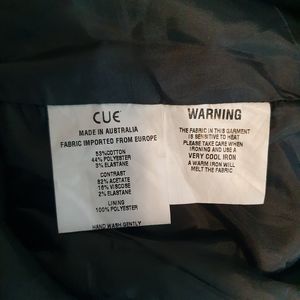 CUE
MADE IN AUSTRALIA
FABRIC IMPORTED FROM EUROPE
53%COTTON
44% POLYESTER
3% ELASTANE
CONTRAST
82% ACETATE
16% VISCOSE
2% ELASTANE
LINING
100% POLYESTER
HAND WASH GENTLY
WARNING
THE FABRIC IN THIS GARMENT
IS SENSITIVE TO HEAT
PLEASE TAKE CARE WHEN
IRONING AND USE A
VERY COOL IRON
A WARM IRON WILL
MELT THE FABRIC